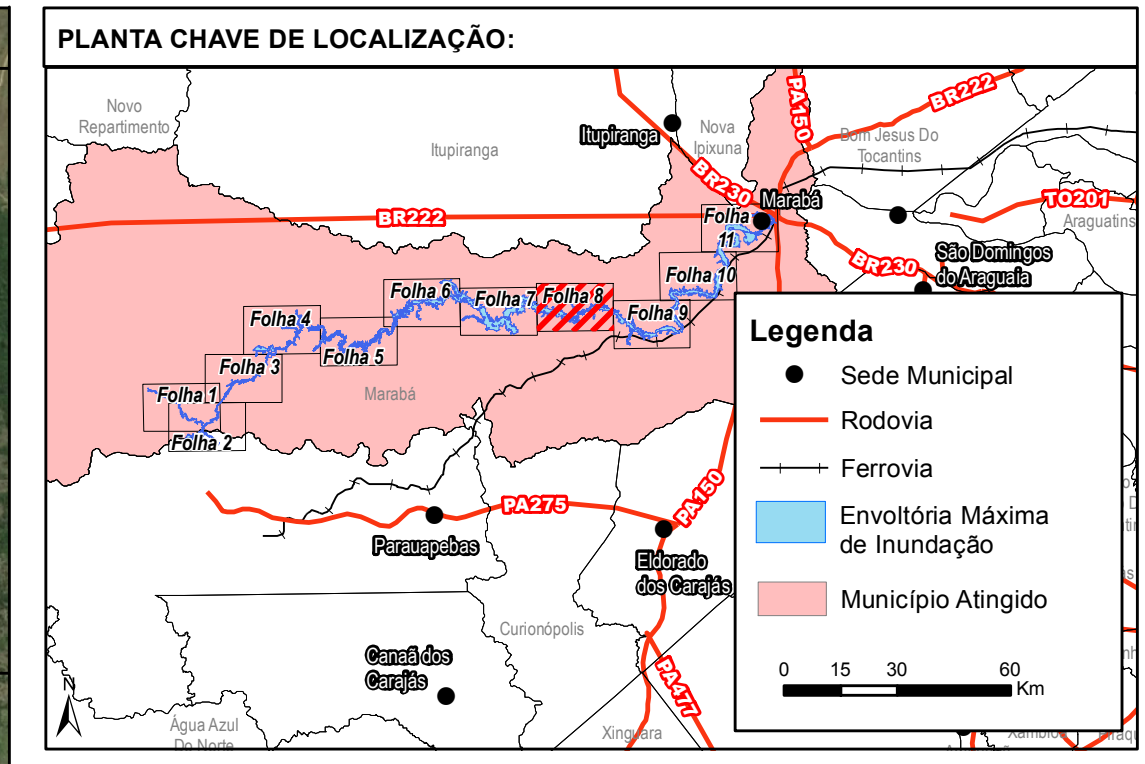 PLANTA CHAVE DE LOCALIZAÇÃO:
Novo
Repartimento
Itupiranga
Itupiranga
Nova
Ipixuna
PA150
BR222
Bom Jesus Do
Tocantins
BR230
Marabá
BR222
TO201
Araguatins
Folha
11
São Domingos
do Araguaia
BR230
Folha 10
Folha 6
Folha 7
Folha 8
Folha 9
Folha 4
Folha 5
Folha 3
Folha 1
Folha 2
Marabá
PA275
PA150
Parauapebas
Eldorado
dos Carajás
Curionópolis
Canaã dos
Carajás
PA477
N
Água Azul
Do Norte
Xinguara
Legenda
Sede Municipal
Rodovia
Ferrovia
Envoltória Máxima
de Inundação
Município Atingido
0 15 30 60
Km